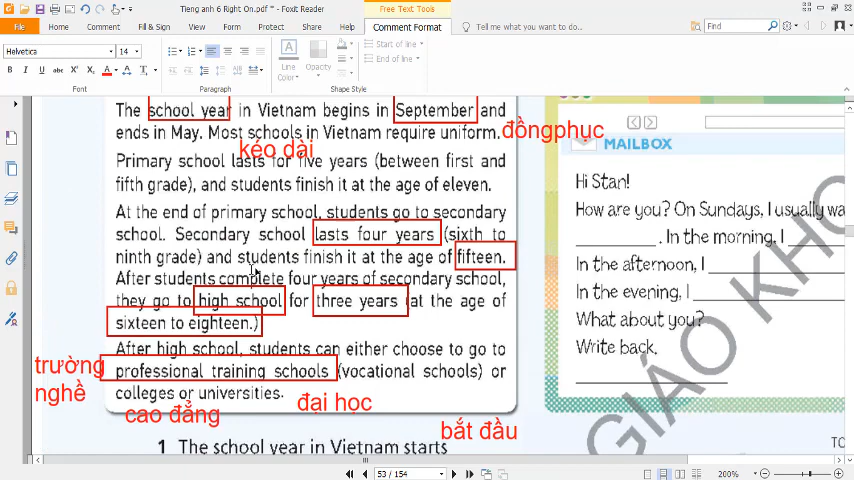 Tieng anh 6 Right On.pdf * - Foxit Reader
Free Text Tools
File
Home
Comment
Fill & Sign
View
Form
Protect
Share
Help
Comment Format
Tell me what you want to do...
Find
Helvetica
14
Line
Color
Opacity
Start of line
End of line
Font
Paragraph
Shape Style
The school year in Vietnam begins in September and
ends in May. Most schools in Vietnam require uniform.
đồngphục
kéo dài
Primary school lasts for five years (between first and
fifth grade), and students finish it at the age of eleven.
At the end of primary school, students go to secondary
school. Secondary school lasts four years (sixth to
ninth grade) and students finish it at the age of fifteen.
After students complete four years of secondary school,
they go to high school for three years (at the age of
sixteen to eighteen.)
After high school, students can either choose to go to
trường
professional training schools (vocational schools) or
nghề
colleges or universities.
cao đẳng
đại học
bắt đầu
1 The school year in Vietnam starts
MAILBOX
Hi Stan!
How are you? On Sundays, I usually wa
. In the morning, I
In the afternoon, I
In the evening, I
What about you?
Write back.
GIÁO KHO
TO
53 / 154
200%